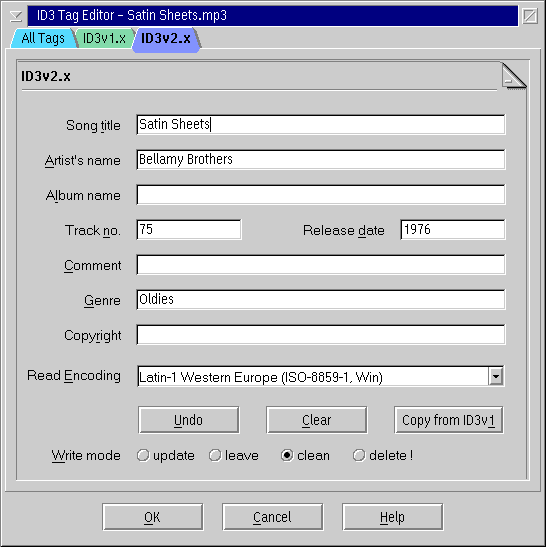 ID3 Tag Editor - Satin Sheets.mp3
All Tags ID3v1.x ID3v2.x
ID3v2.x
Song title Satin Sheets
Artist's name Bellamy Brothers
Album name
Track no. 75 Release date 1976
Comment
Genre Oldies
Copyright
Read Encoding Latin-1 Western Europe (ISO-8859-1, Win)
Undo Clear Copy from ID3v1
Write mode update leave clean delete !
OK Cancel Help